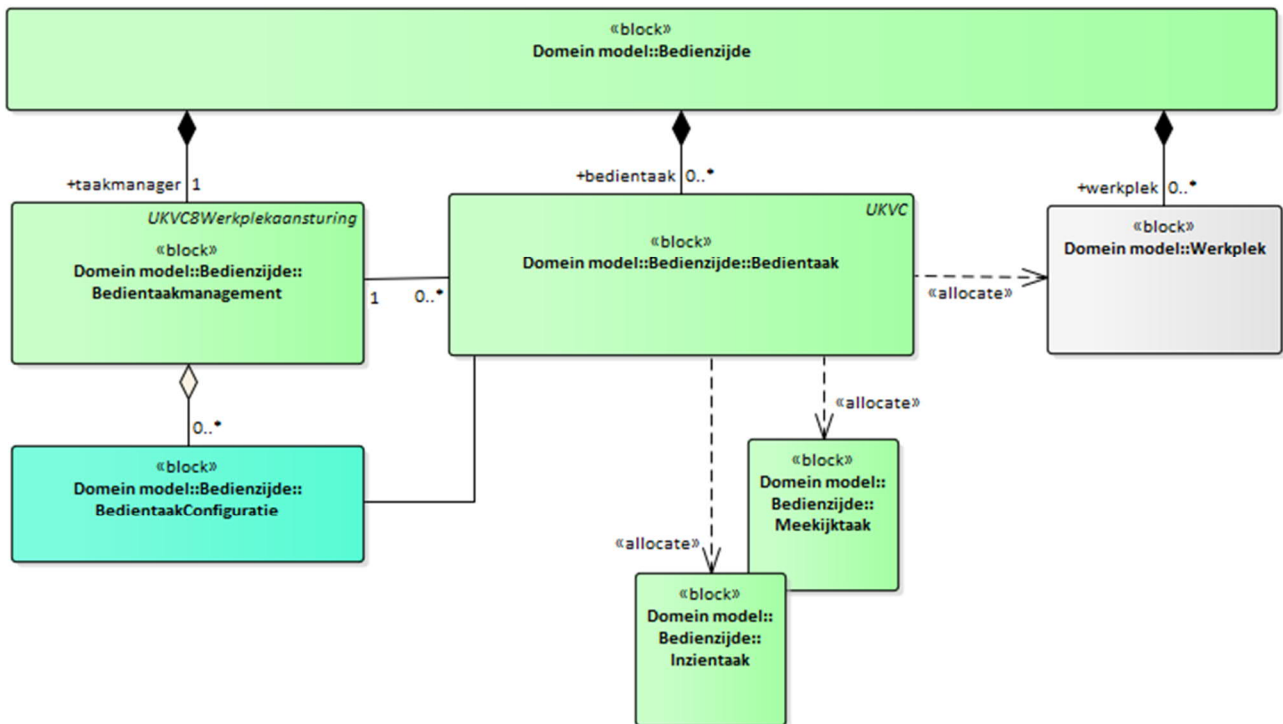 «block»
Domein model::Bedienzijde
+taakmanager 1
+bedientaak 0..*
+werkplek 0..*
UKVC8Werkplekaansturing
«block»
Domein model::Bedienzijde::
Bedientaakmanagement
UKVC
«block»
Domein model::Bedienzijde::Bedientaak
«block»
Domein model::Werkplek
1 0..*
«allocate»
0..*
«allocate»
«block»
Domein model::Bedienzijde::
BedientaakConfiguratie
«block»
Domein model::
Bedienzijde::
Meekijktaak
«allocate»
«block»
Domein model::
Bedienzijde::
Inzientaak